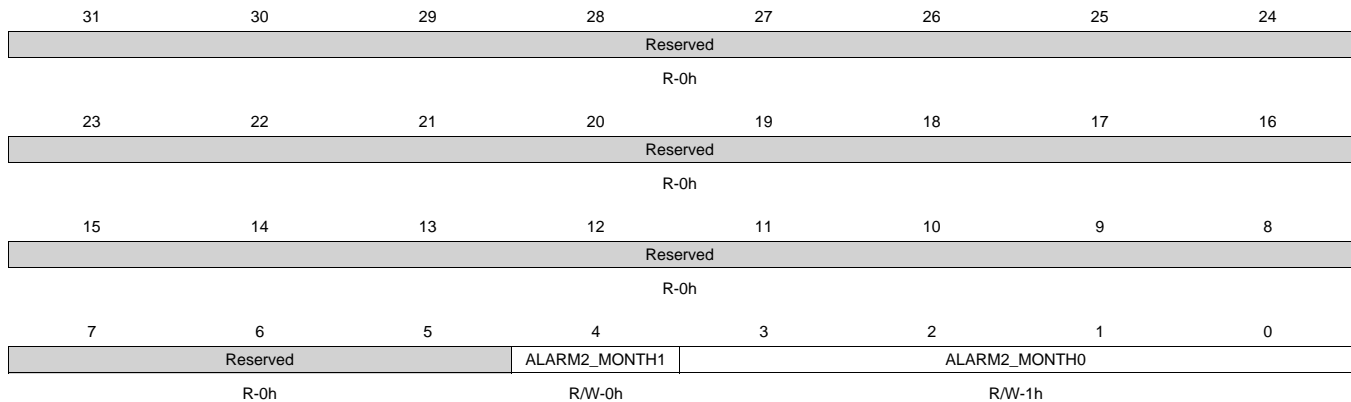 31 30 29 28 27 26 25 24
Reserved
R-0h
23 22 21 20 19 18 17 16
Reserved
R-0h
15 14 13 12 11 10 9 8
Reserved
R-0h
7 6 5 4 3 2 1 0
Reserved ALARM2_MONTH1 ALARM2_MONTH0
R-0h R/W-0h R/W-1h